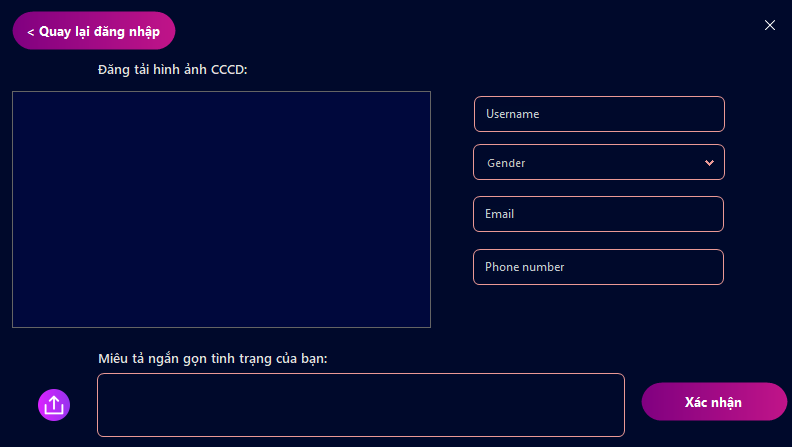 < Quay lại đăng nhập
Đăng tải hình ảnh CCCD:
Username
Gender
Email
Phone number
Miêu tả ngắn gọn tình trạng của bạn:
Xác nhận